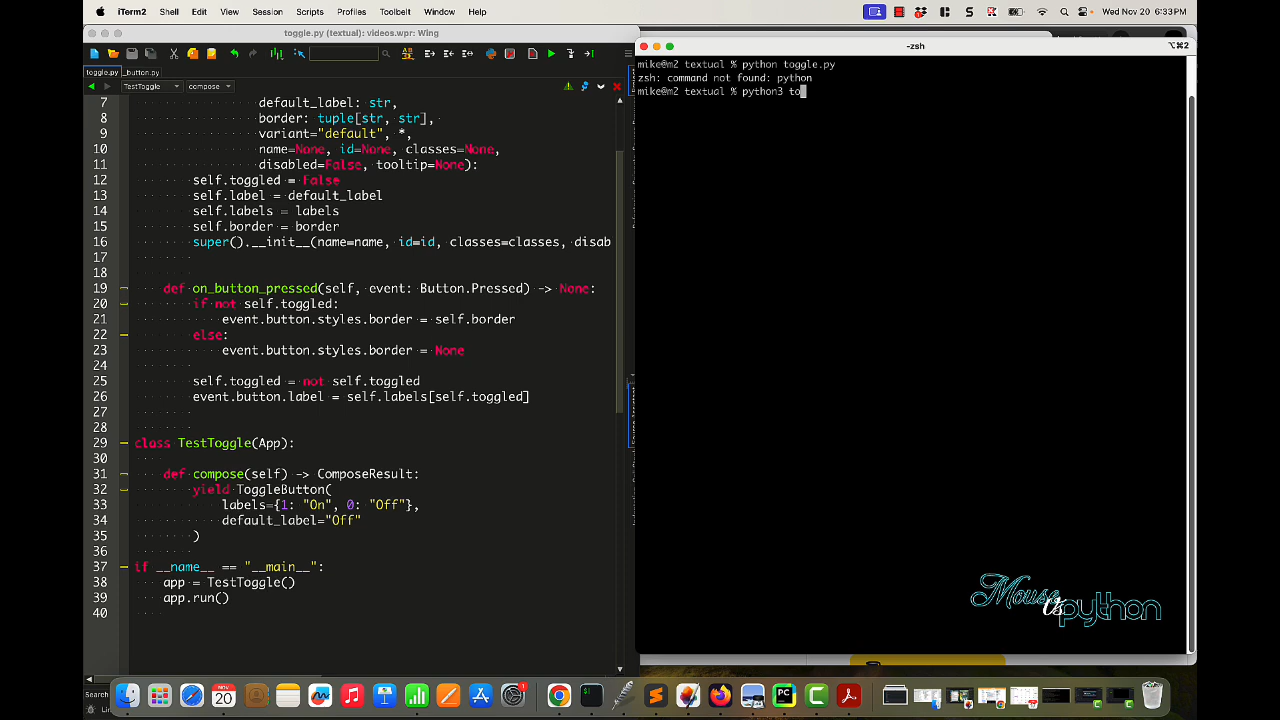 iTerm2 Shell Edit View Session Scripts Profiles Toolbelt Window Help Wed Nov 20 6:33PM
toggle.py (textual): videos.wpr: Wing
toggle.py _button.py
TestToggle compose
7 default_label: str,
8 border: tuple[str, str],
9 variant="default", *,
10 name=None, id=None, classes=None,
11 disabled=False, tooltip=None):
12 self.toggled = False
13 self.label = default_label
14 self.labels = labels
15 self.border = border
16 super().__init__(name=name, id=id, classes=classes, disab
17
18
19 def on_button_pressed(self, event: Button.Pressed) -> None:
20 if not self.toggled:
21 event.button.styles.border = self.border
22 else:
23 event.button.styles.border = None
24
25 self.toggled = not self.toggled
26 event.button.label = self.labels[self.toggled]
27
28
29 class TestToggle(App):
30
31 def compose(self) -> ComposeResult:
32 yield ToggleButton(
33 labels={1: "On", 0: "Off"},
34 default_label="Off"
35 )
36
37 if __name__ == "__main__":
38 app = TestToggle()
39 app.run()
40
Search
-zsh
⌥⌘2
mike@m2 textual % python toggle.py
zsh: command not found: python
mike@m2 textual % python3 to
Mouse Vs python
NOV
20
PC